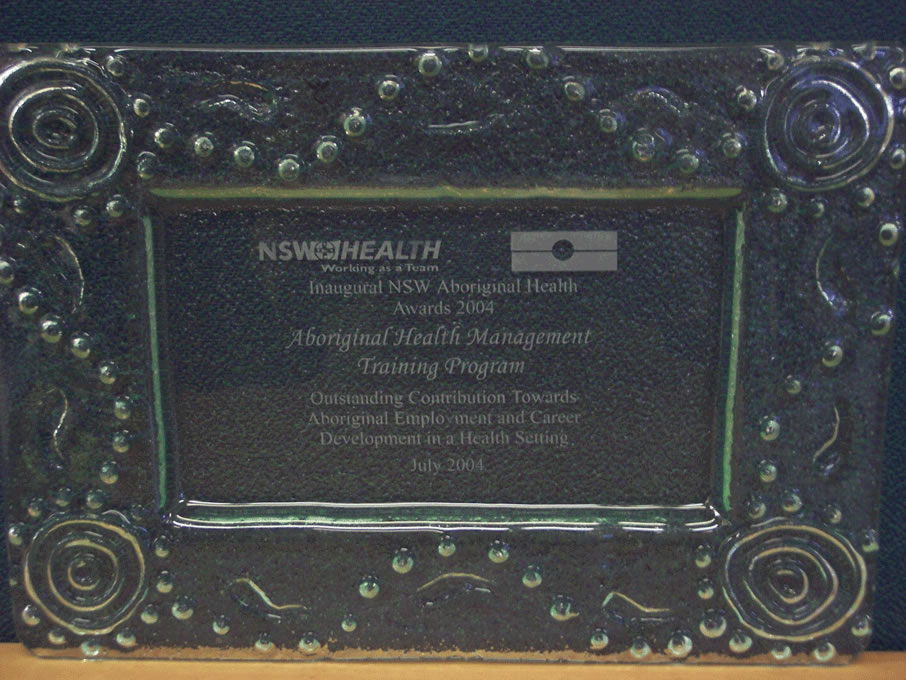 NSW HEALTH
Working as a Team
Inaugural NSW Aboriginal Health
Awards 2004
Aboriginal Health Management
Training Program
Outstanding Contribution Towards
Aboriginal Employment and Career
Development in a Health Setting
July 2004